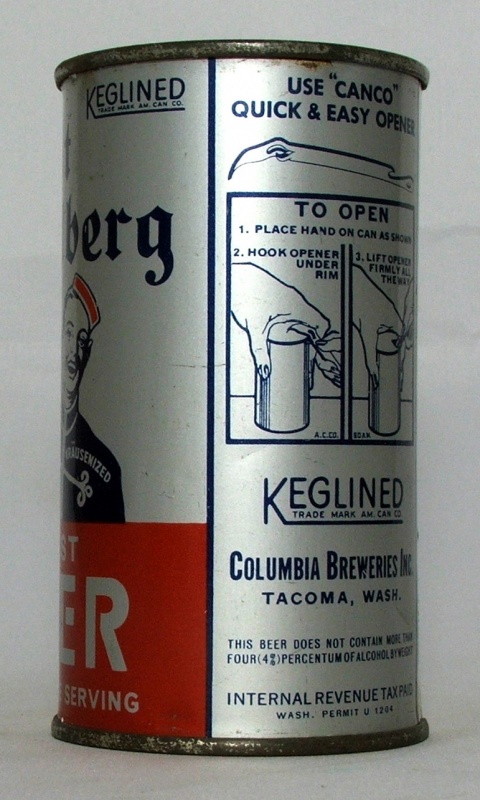 KEGLINED
TRADE MARK AM. CAN CO.
t
berg
KRAUSENIZED
ST
ER
SERVING
USE "CANCO"
QUICK & EASY OPENER
TO OPEN
1. PLACE HAND ON CAN AS SHOWN
2. HOOK OPENER
UNDER
RIM
3. LIFT OPENER
FIRMLY ALL
THE WAY
A.C.CO. 
KEGLINED
TRADE MARK AM. CAN CO.
COLUMBIA BREWERIES INC.
TACOMA, WASH.
THIS BEER DOES NOT CONTAIN MORE THAN
FOUR (4%) PERCENTUM OF ALCOHOL BY WEIGHT
INTERNAL REVENUE TAX PAID
WASH. PERMIT U 1204